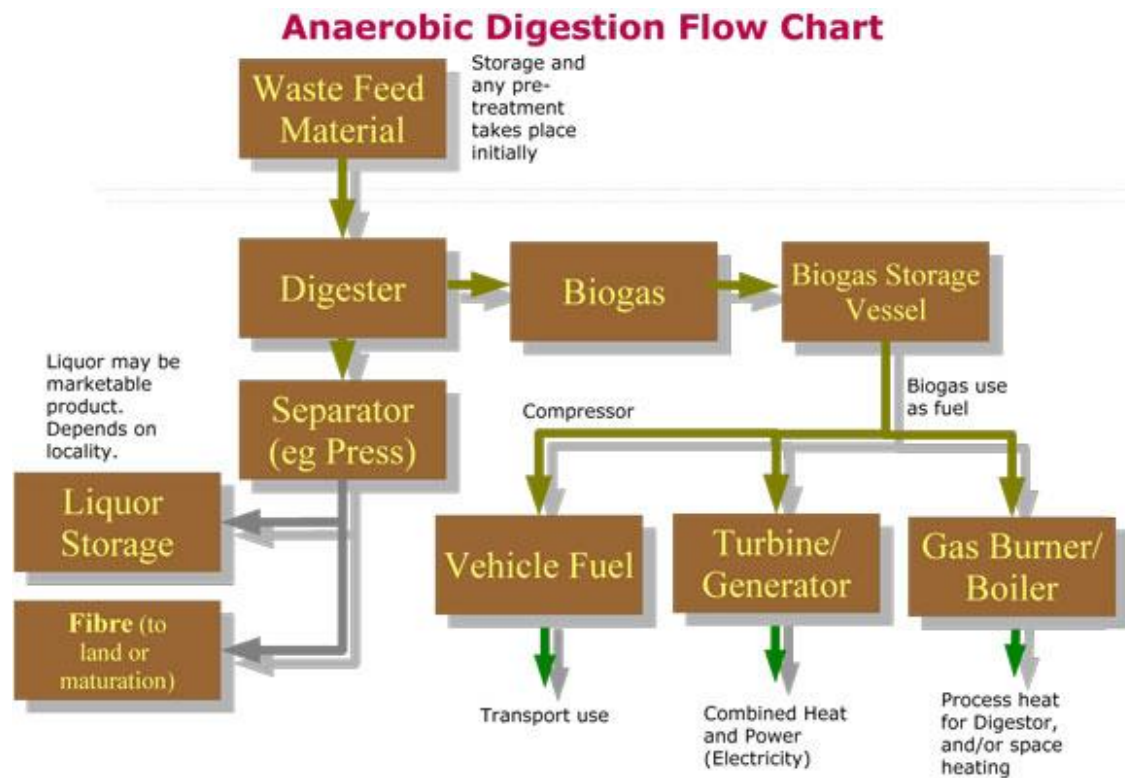 Anaerobic Digestion Flow Chart
Waste Feed
Material
Storage and
any pre-
treatment
takes place
initially
Digester
Biogas
Biogas Storage
Vessel
Liquor may be
marketable
product.
Depends on
locality.
Separator
(eg Press)
Compressor
Biogas use
as fuel
Liquor
Storage
Vehicle Fuel
Turbine/
Generator
Gas Burner/
Boiler
Fibre (to
land or
maturation)
Transport use
Combined Heat
and Power
(Electricity)
Process heat
for Digestor,
and/or space
heating